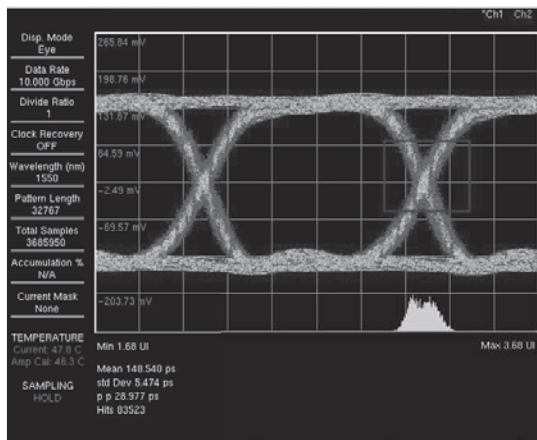 *Ch1 Ch2
Disp. Mode
Eye
Data Rate
10.000 Gbps
Divide Ratio
1
Clock Recovery
OFF
Wavelength (nm)
1550
Pattern Length
32767
Total Samples
3685950
Accumulation %
N/A
Current Mask
None
TEMPERATURE
Current: 47.8 C
Amp Cal: 46.3 C
SAMPLING
HOLD
265.84 mV
198.76 mV
131.67 mV
64.59 mV
-2.49 mV
-69.57 mV
-203.73 mV
Min 1.68 UI
Max 3.68 UI
Mean 148.540 ps
std Dev 5.474 ps
p p 28.977 ps
Hits 83523